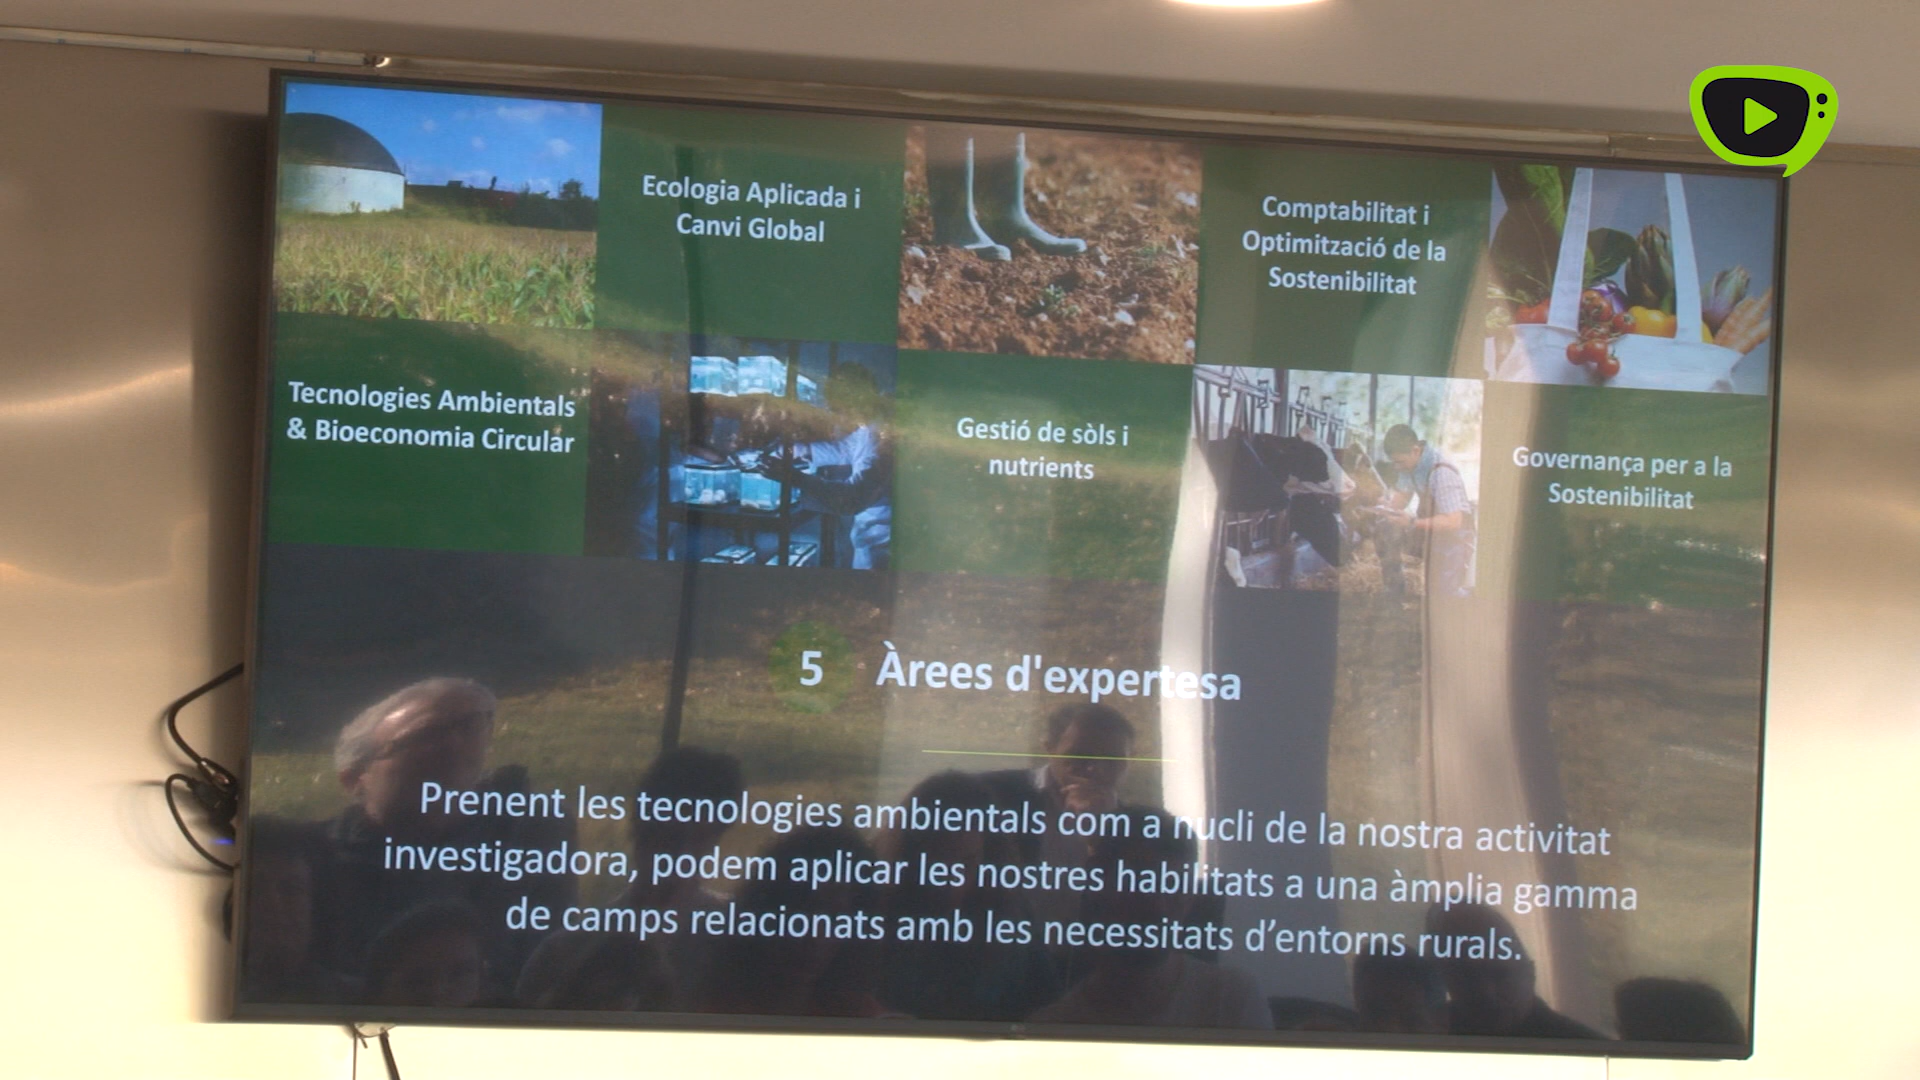 Ecologia Aplicada i
Canvi Global
Comptabilitat i
Optimització de la
Sostenibilitat
Tecnologies Ambientals
& Bioeconomia Circular
Gestió de sòls i
nutrients
Governança per a la
Sostenibilitat
5 Àrees d'expertesa
Prenent les tecnologies ambientals com a nucli de la nostra activitat
investigadora, podem aplicar les nostres habilitats a una àmplia gamma
de camps relacionats amb les necessitats d’entorns rurals.